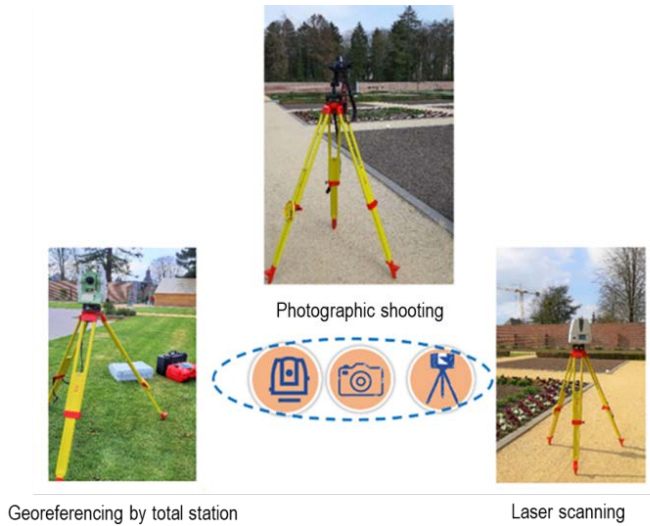 Photographic shooting
Georeferencing by total station
Laser scanning